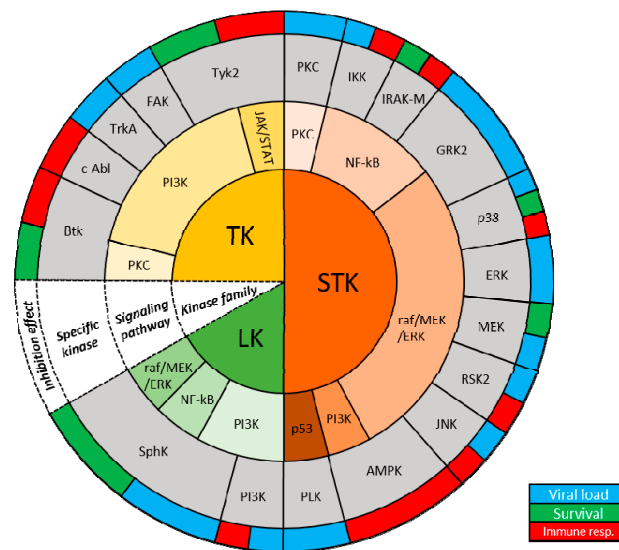 Tyk2
PKC
IKK
IRAK-M
GRK2
p38
ERK
MEK
RSK2
JNK
AMPK
PLK
PI3K
SphK
Btk
c Abl
TrkA
FAK
JAK/STAT
PKC
NF-kB
raf/MEK
/ERK
PI3K
p53
PI3K
NF-kB
raf/MEK
/ERK
PKC
PI3K
TK
STK
LK
Inhibition effect
Specific
kinase
Signaling
pathway
Kinase family
Viral load
Survival
Immune resp.